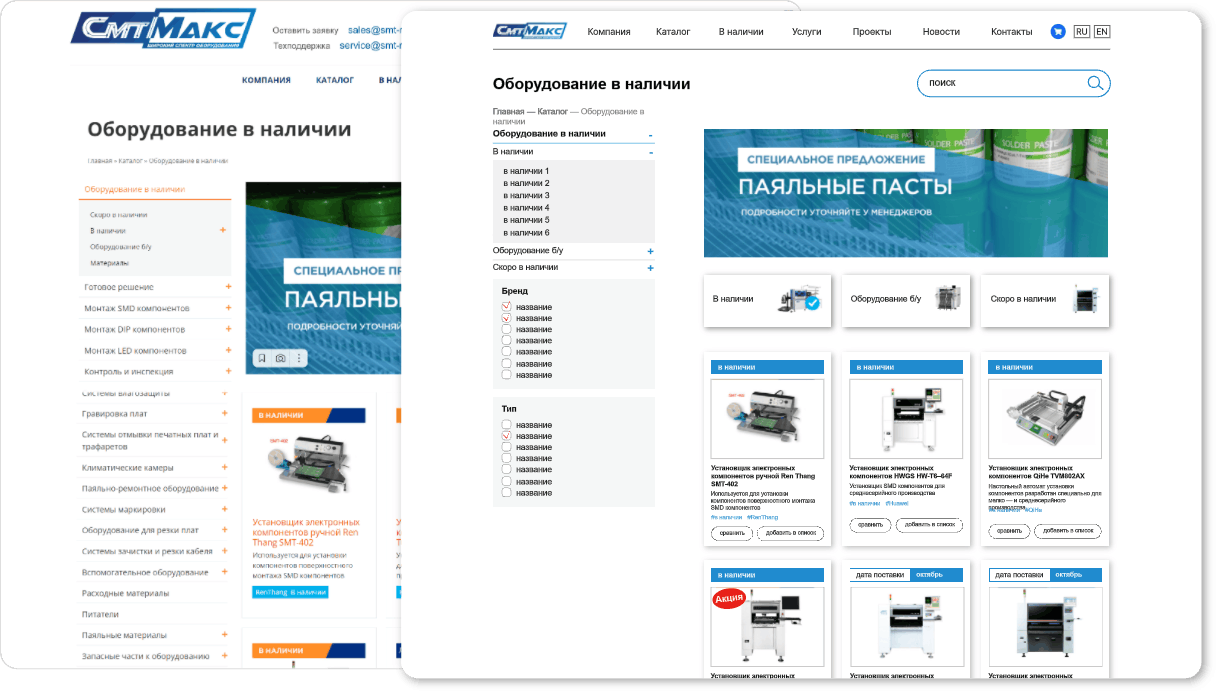 СмтМакс
ШИРОКИЙ СПЕКТР ОБОРУДОВАНИЯ
Оставить заявку sales@smt-
Техподдержка service@smt-
КОМПАНИЯ КАТАЛОГ В НАЛ
Оборудование в наличии
Главная » Каталог » Оборудование в наличии
Оборудование в наличии
Скоро в наличии
В наличии +
Оборудование б/у
Материалы
Готовое решение +
Монтаж SMD компонентов +
Монтаж DIP компонентов +
Монтаж LED компонентов +
Контроль и инспекция +
Системы влагозащиты +
Гравировка плат +
Системы отмывки печатных плат и
трафаретов +
Климатические камеры +
Паяльно-ремонтное оборудование +
Системы маркировки +
Оборудование для резки плат +
Системы зачистки и резки кабеля +
Вспомогательное оборудование +
Расходные материалы
Питатели
Паяльные материалы +
Запасные части к оборудованию +
СПЕЦИАЛЬНОЕ ПР
ПАЯЛЬНЫ
ПОДРОБНОСТИ УТОЧНЯЙ
В НАЛИЧИИ
SMT-402
Установщик электронных
компонентов ручной Ren
Thang SMT-402
Используется для установки
компонентов поверхностного
монтажа SMD компонентов
RenThang В наличии
В НАЛИЧИИ
СмтМакс
Компания Каталог В наличии Услуги Проекты Новости Контакты RU EN
Оборудование в наличии
поиск
Главная — Каталог — Оборудование в
наличии
Оборудование в наличии -
В наличии -
в наличии 1
в наличии 2
в наличии 3
в наличии 4
в наличии 5
в наличии 6
Оборудование б/у +
Скоро в наличии +
Бренд
название
название
название
название
название
название
название
Тип
название
название
название
название
название
название
название
SOLDER PASTE
СПЕЦИАЛЬНОЕ ПРЕДЛОЖЕНИЕ
ПАЯЛЬНЫЕ ПАСТЫ
ПОДРОБНОСТИ УТОЧНЯЙТЕ У МЕНЕДЖЕРОВ
В наличии
Оборудование б/у
Скоро в наличии
в наличии
SMT-402
Установщик электронных
компонентов ручной Ren Thang
SMT-402
Используется для установки
компонентов поверхностного монтажа
SMD компонентов
#в наличии #RenThang
сравнить добавить в список
в наличии
Установщик электронных
компонентов HWGS HW-T6–64F
Установщик SMD компонентов для
среднесерийного производства
#в наличии #Huawei
сравнить добавить в список
в наличии
Установщик электронных
компонентов QiHe TVM802AX
Настольный автомат установки
компонентов разработан специально для
мелко — и среднесерийного
производства
#в наличии #QiHe
сравнить добавить в список
в наличии
Акция
Установщик электронных
дата поставки октябрь
Установщик электронных
дата поставки октябрь
Установщик электронных